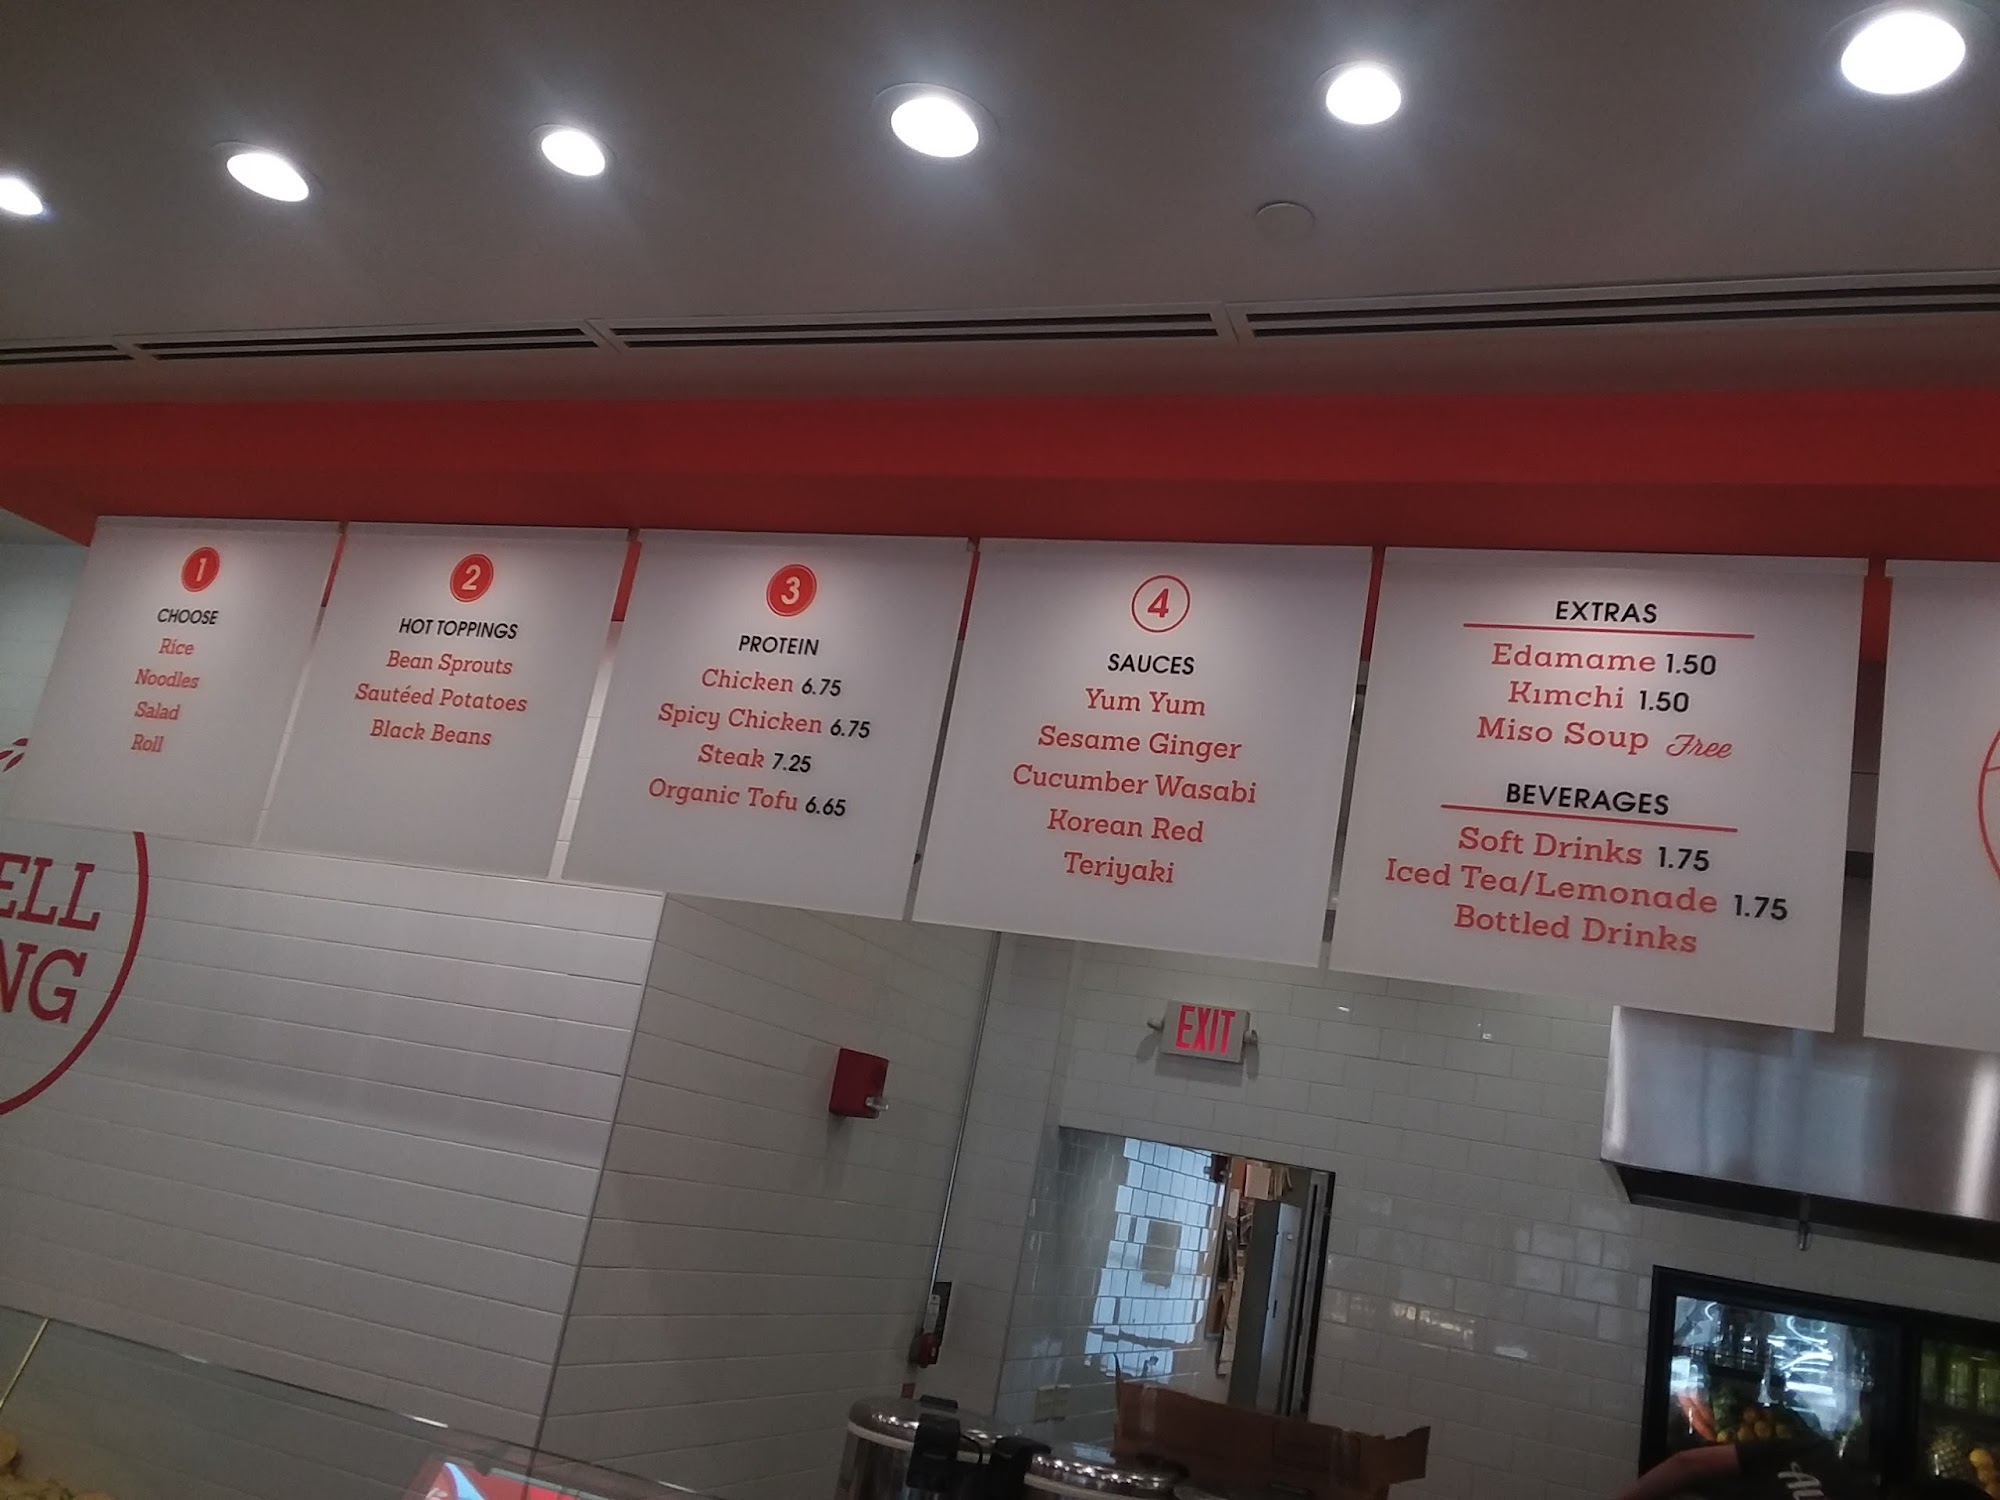 1
CHOOSE
Rice
Noodles
Salad
Roll
2
HOT TOPPINGS
Bean Sprouts
Sautéed Potatoes
Black Beans
3
PROTEIN
Chicken 6.75
Spicy Chicken 6.75
Steak 7.25
Organic Tofu 6.65
4
SAUCES
Yum Yum
Sesame Ginger
Cucumber Wasabi
Korean Red
Teriyaki
EXTRAS
Edamame 1.50
Kimchi 1.50
Miso Soup Free
BEVERAGES
Soft Drinks 1.75
Iced Tea/Lemonade 1.75
Bottled Drinks
ELL
NG
EXIT